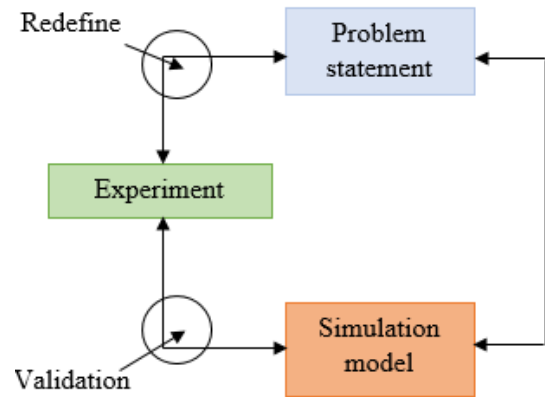 Redefine
Problem
statement
Experiment
Simulation
model
Validation